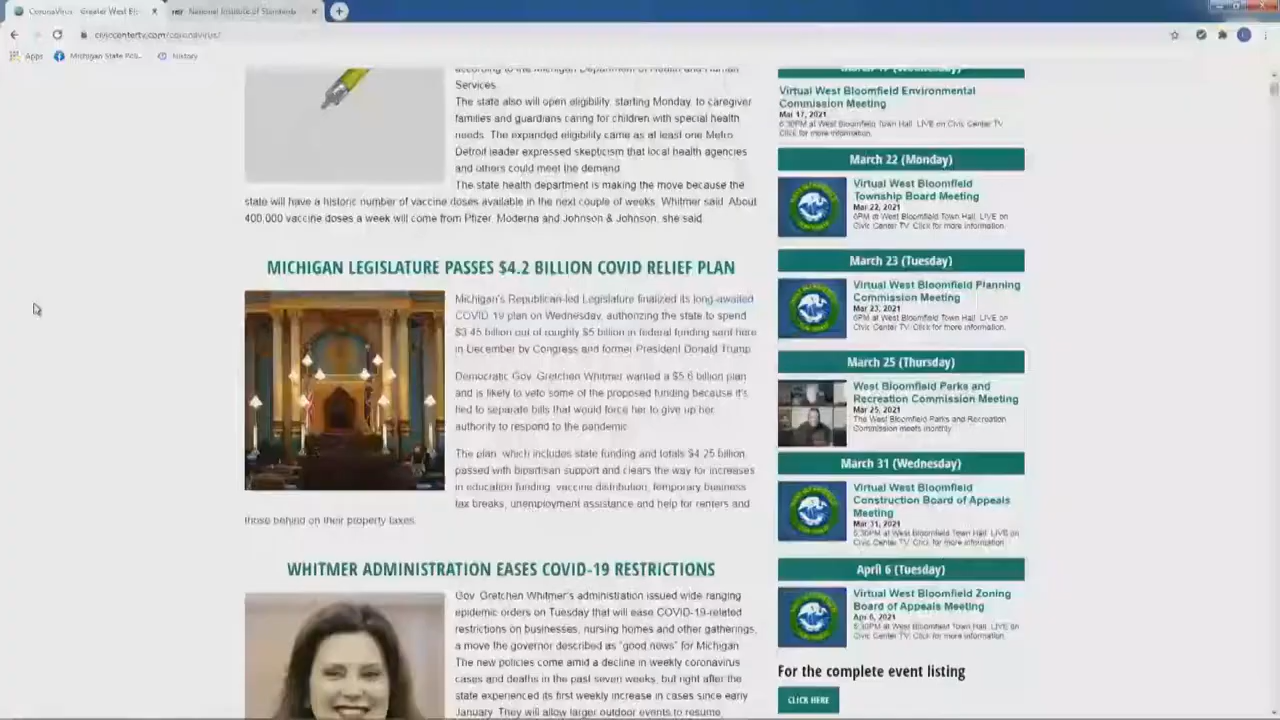 CoronaVirus - Greater West Blo
National Institute of Standards
civiccentertv.com/coronavirus/
Apps
Michigan State Poli...
History
according to the Michigan Department of Health and Human
Services.
The state also will open eligibility, starting Monday, to caregiver
families and guardians caring for children with special health
needs. The expanded eligibility came as at least one Metro
Detroit leader expressed skepticism that local health agencies
and others could meet the demand.
The state health department is making the move because the
state will have a historic number of vaccine doses available in the next couple of weeks, Whitmer said. About
400,000 vaccine doses a week will come from Pfizer, Moderna and Johnson & Johnson, she said.
MICHIGAN LEGISLATURE PASSES $4.2 BILLION COVID RELIEF PLAN
Michigan's Republican-led Legislature finalized its long-awaited
COVID-19 plan on Wednesday, authorizing the state to spend
$3.45 billion out of roughly $5 billion in federal funding sent here
in December by Congress and former President Donald Trump.
Democratic Gov. Gretchen Whitmer wanted a $5.6 billion plan
and is likely to veto some of the proposed funding because it's
tied to separate bills that would force her to give up her
authority to respond to the pandemic.
The plan, which includes state funding and totals $4.25 billion,
passed with bipartisan support and clears the way for increases
in education funding, vaccine distribution, temporary business
tax breaks, unemployment assistance and help for renters and
those behind on their property taxes.
WHITMER ADMINISTRATION EASES COVID-19 RESTRICTIONS
Gov. Gretchen Whitmer's administration issued wide ranging
epidemic orders on Tuesday that will ease COVID-19-related
restrictions on businesses, nursing homes and other gatherings,
a move the governor described as "good news" for Michigan.
The new policies come amid a decline in weekly coronavirus
cases and deaths in the past seven weeks, but right after the
state experienced its first weekly increase in cases since early
January. They will allow larger outdoor events to resume,
March 17 (Wednesday)
Virtual West Bloomfield Environmental
Commission Meeting
Mar 17, 2021
6:30PM at West Bloomfield Town Hall. LIVE on Civic Center TV.
Click for more information.
March 22 (Monday)
Virtual West Bloomfield
Township Board Meeting
Mar 22, 2021
6PM at West Bloomfield Town Hall. LIVE on
Civic Center TV. Click for more information.
March 23 (Tuesday)
Virtual West Bloomfield Planning
Commission Meeting
Mar 23, 2021
6PM at West Bloomfield Town Hall. LIVE on
Civic Center TV. Click for more information.
March 25 (Thursday)
West Bloomfield Parks and
Recreation Commission Meeting
Mar 25, 2021
The West Bloomfield Parks and Recreation
Commission meets monthly.
March 31 (Wednesday)
Virtual West Bloomfield
Construction Board of Appeals
Meeting
Mar 31, 2021
6:30PM at West Bloomfield Town Hall. LIVE on
Civic Center TV. Click for more information.
April 6 (Tuesday)
Virtual West Bloomfield Zoning
Board of Appeals Meeting
Apr 6, 2021
6:30PM at West Bloomfield Town Hall. LIVE on
Civic Center TV. Click for more information.
For the complete event listing
CLICK HERE